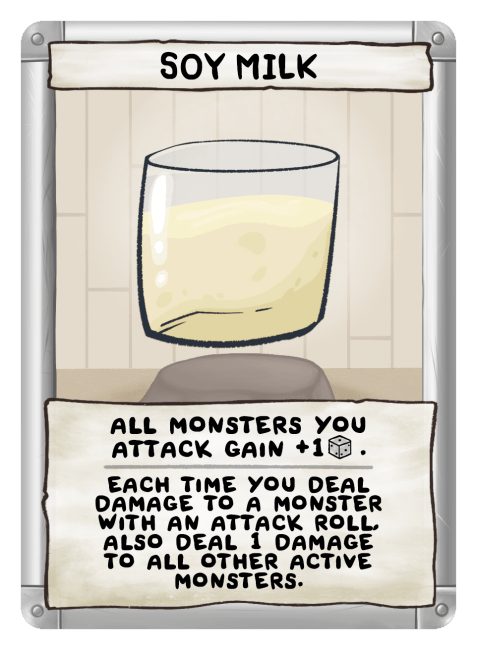 SOY MILK
ALL MONSTERS YOU
ATTACK GAIN +1 .
EACH TIME YOU DEAL
DAMAGE TO A MONSTER
WITH AN ATTACK ROLL,
ALSO DEAL 1 DAMAGE
TO ALL OTHER ACTIVE
MONSTERS.